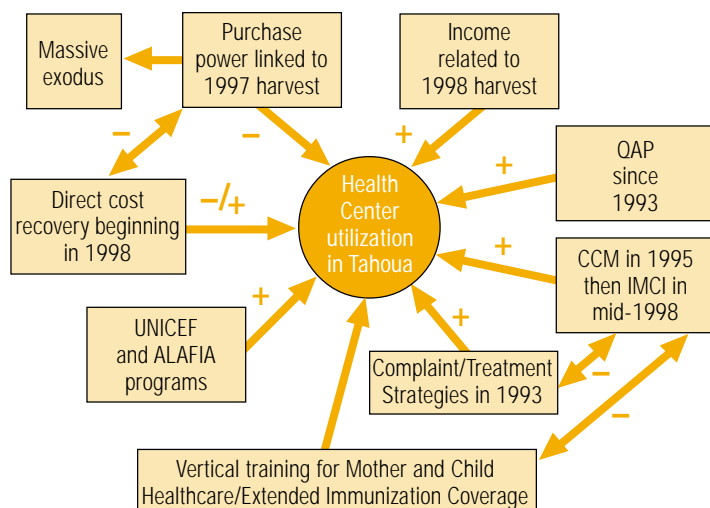 Massive
exodus
Purchase
power linked to
1997 harvest
Income
related to
1998 harvest
–
–
+
QAP
since
1993
+
Direct cost
recovery beginning
in 1998
–/+
Health
Center
utilization
in Tahoua
+
CCM in 1995
then IMCI in
mid-1998
+
UNICEF
and ALAFIA
programs
+
Complaint/Treatment
Strategies in 1993
–
–
Vertical training for Mother and Child
Healthcare/Extended Immunization Coverage